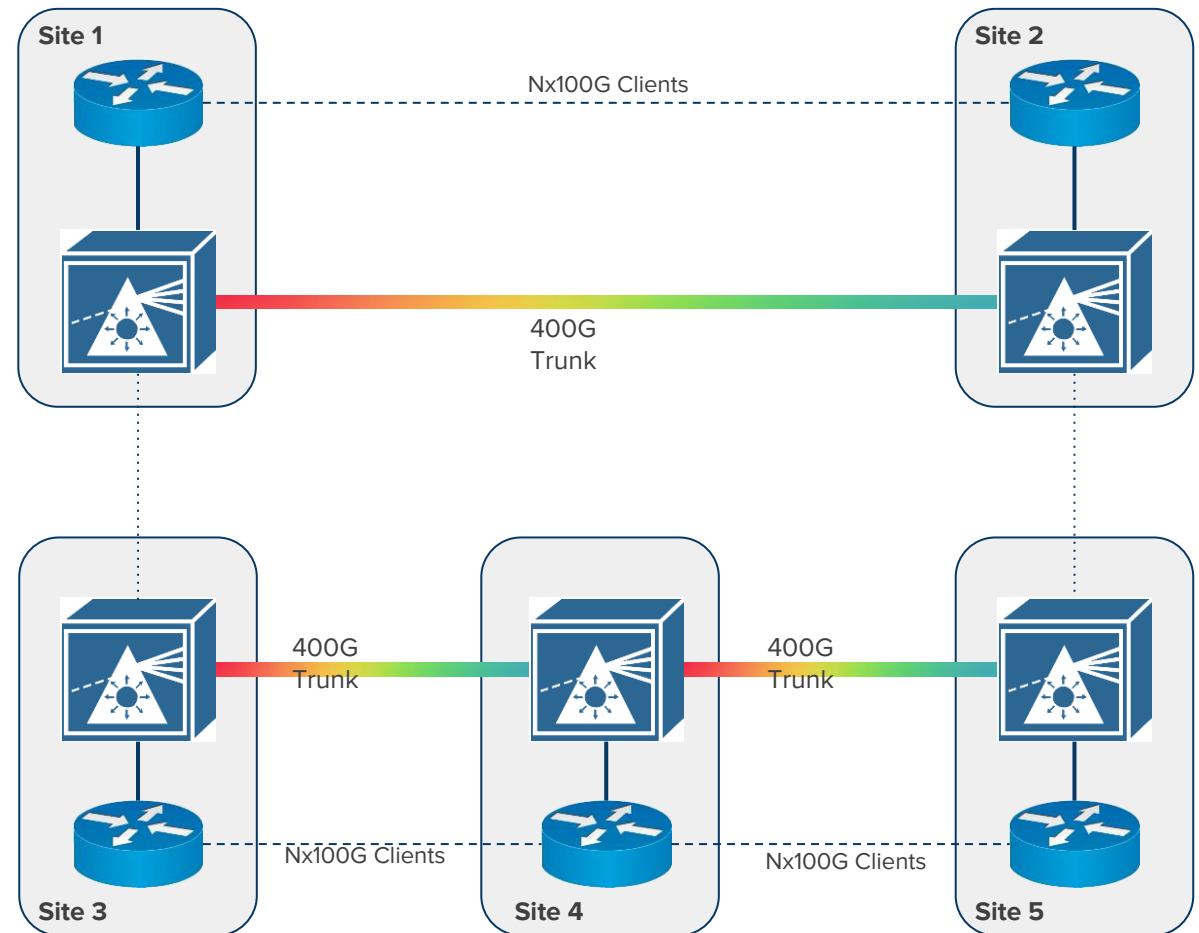 Site 1
Site 2
Nx100G Clients
400G
Trunk
400G
Trunk
400G
Trunk
Nx100G Clients
Nx100G Clients
Site 3
Site 4
Site 5